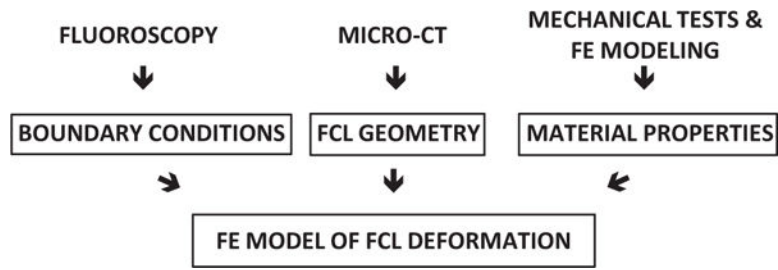 FLUOROSCOPY
MICRO-CT
MECHANICAL TESTS &
FE MODELING
BOUNDARY CONDITIONS
FCL GEOMETRY
MATERIAL PROPERTIES
FE MODEL OF FCL DEFORMATION